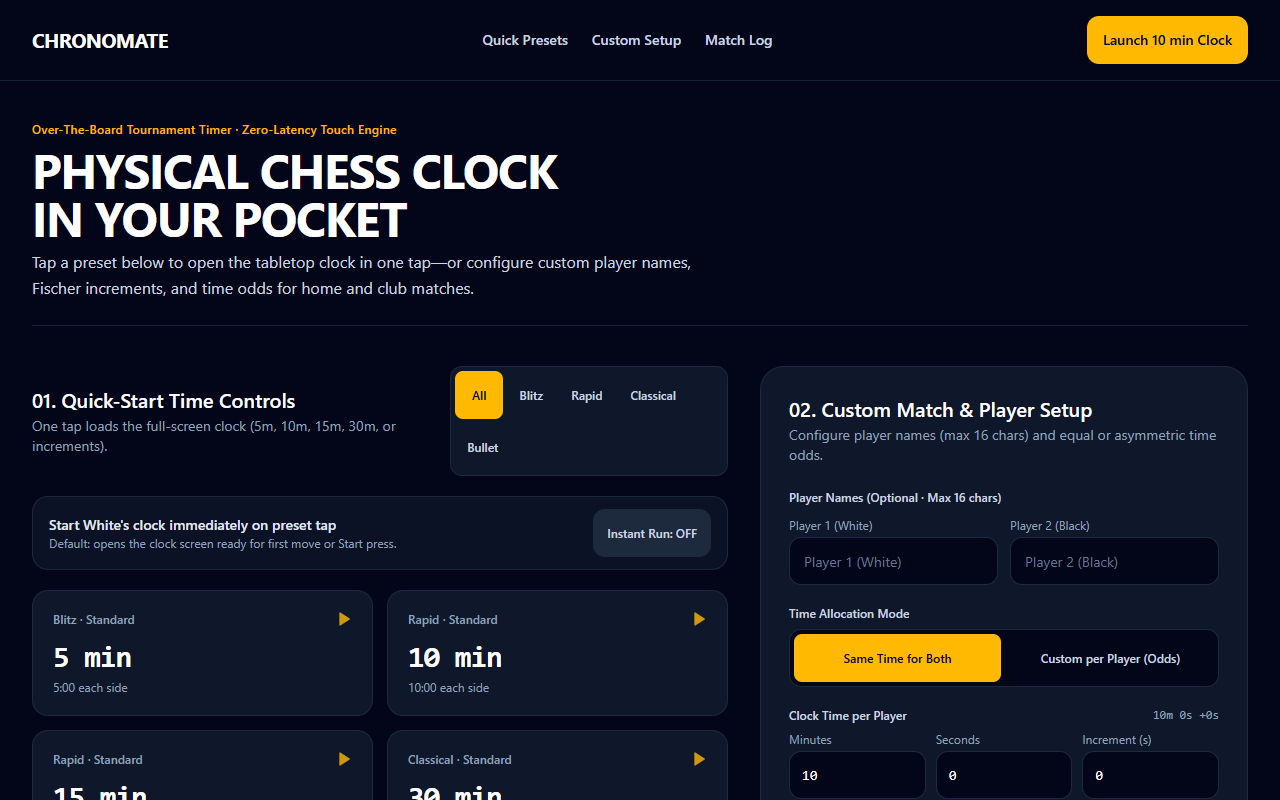 CHRONOMATE
Quick Presets
Custom Setup
Match Log
Launch 10 min Clock
Over-The-Board Tournament Timer · Zero-Latency Touch Engine
PHYSICAL CHESS CLOCK
IN YOUR POCKET
Tap a preset below to open the tabletop clock in one tap—or configure custom player names,
Fischer increments, and time odds for home and club matches.
01. Quick-Start Time Controls
One tap loads the full-screen clock (5m, 10m, 15m, 30m, or
increments).
All
Blitz
Rapid
Classical
Bullet
Start White's clock immediately on preset tap
Default: opens the clock screen ready for first move or Start press.
Instant Run: OFF
Blitz · Standard
5 min
5:00 each side
Rapid · Standard
10 min
10:00 each side
Rapid · Standard
15 min
Classical · Standard
30 min
02. Custom Match & Player Setup
Configure player names (max 16 chars) and equal or asymmetric time
odds.
Player Names (Optional · Max 16 chars)
Player 1 (White)
Player 2 (Black)
Player 1 (White)
Player 2 (Black)
Time Allocation Mode
Same Time for Both
Custom per Player (Odds)
Clock Time per Player
10m 0s +0s
Minutes
Seconds
Increment (s)
10
0
0